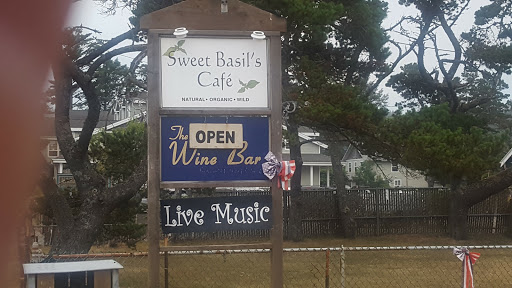 Sweet Basil's
Café
NATURAL • ORGANIC • WILD
The
OPEN
Wine Bar
Live Music